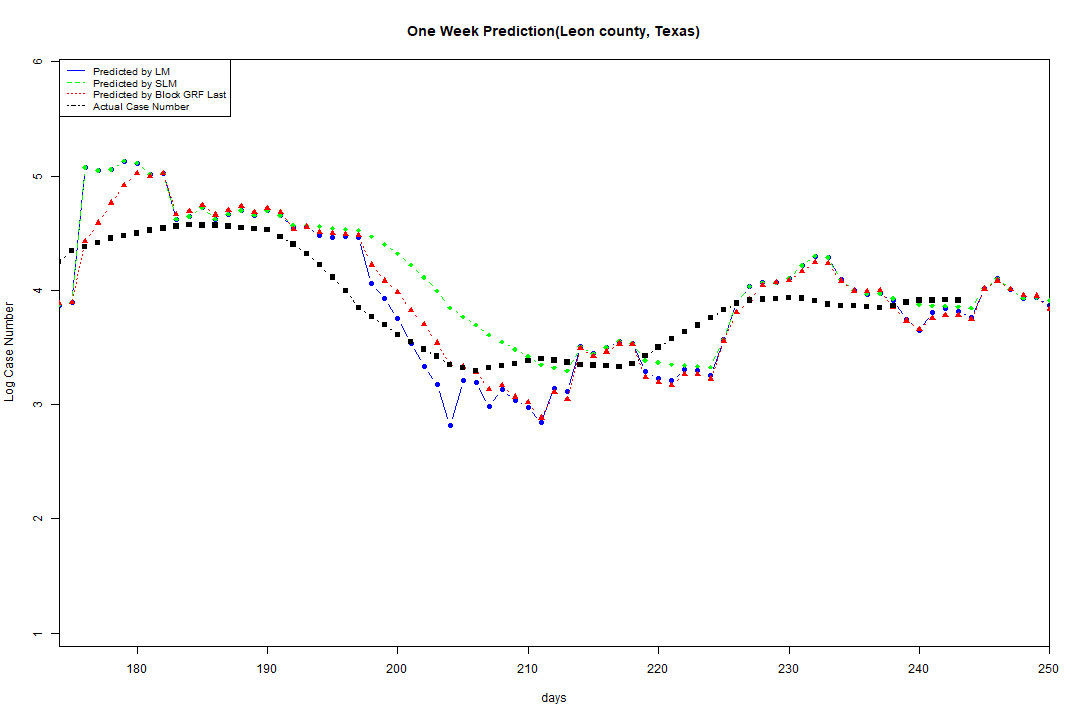 One Week Prediction(Leon county, Texas)
6
Predicted by LM
Predicted by SLM
Predicted by Block GRF Last
Actual Case Number
5
4
3
2
1
Log Case Number
180 190 200 210 220 230 240 250
days